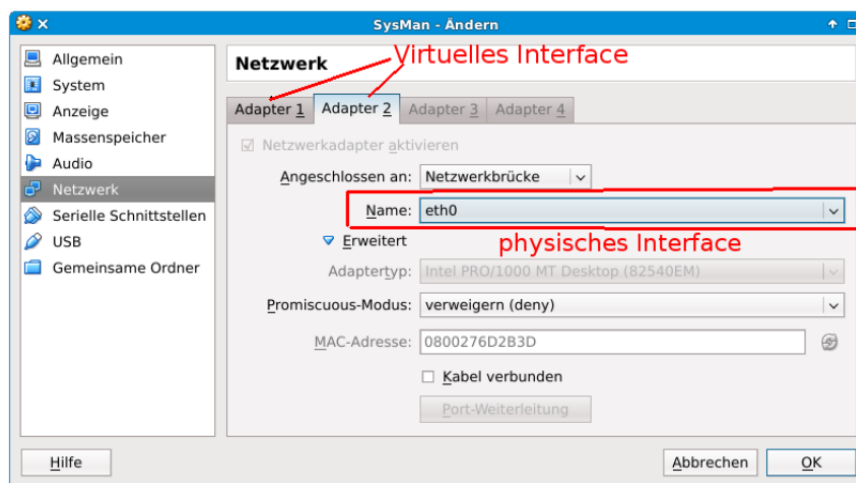 SysMan - Ändern
Allgemein
System
Anzeige
Massenspeicher
Audio
Netzwerk
Serielle Schnittstellen
USB
Gemeinsame Ordner
Netzwerk
Virtuelles Interface
Adapter 1 Adapter 2 Adapter 3 Adapter 4
Netzwerkadapter aktivieren
Angeschlossen an: Netzwerkbrücke
Name: eth0
Erweitert
physisches Interface
Adaptertyp: Intel PRO/1000 MT Desktop (82540EM)
Promiscuous-Modus: verweigern (deny)
MAC-Adresse: 0800276D2B3D
Kabel verbunden
Port-Weiterleitung
Hilfe
Abbrechen
OK